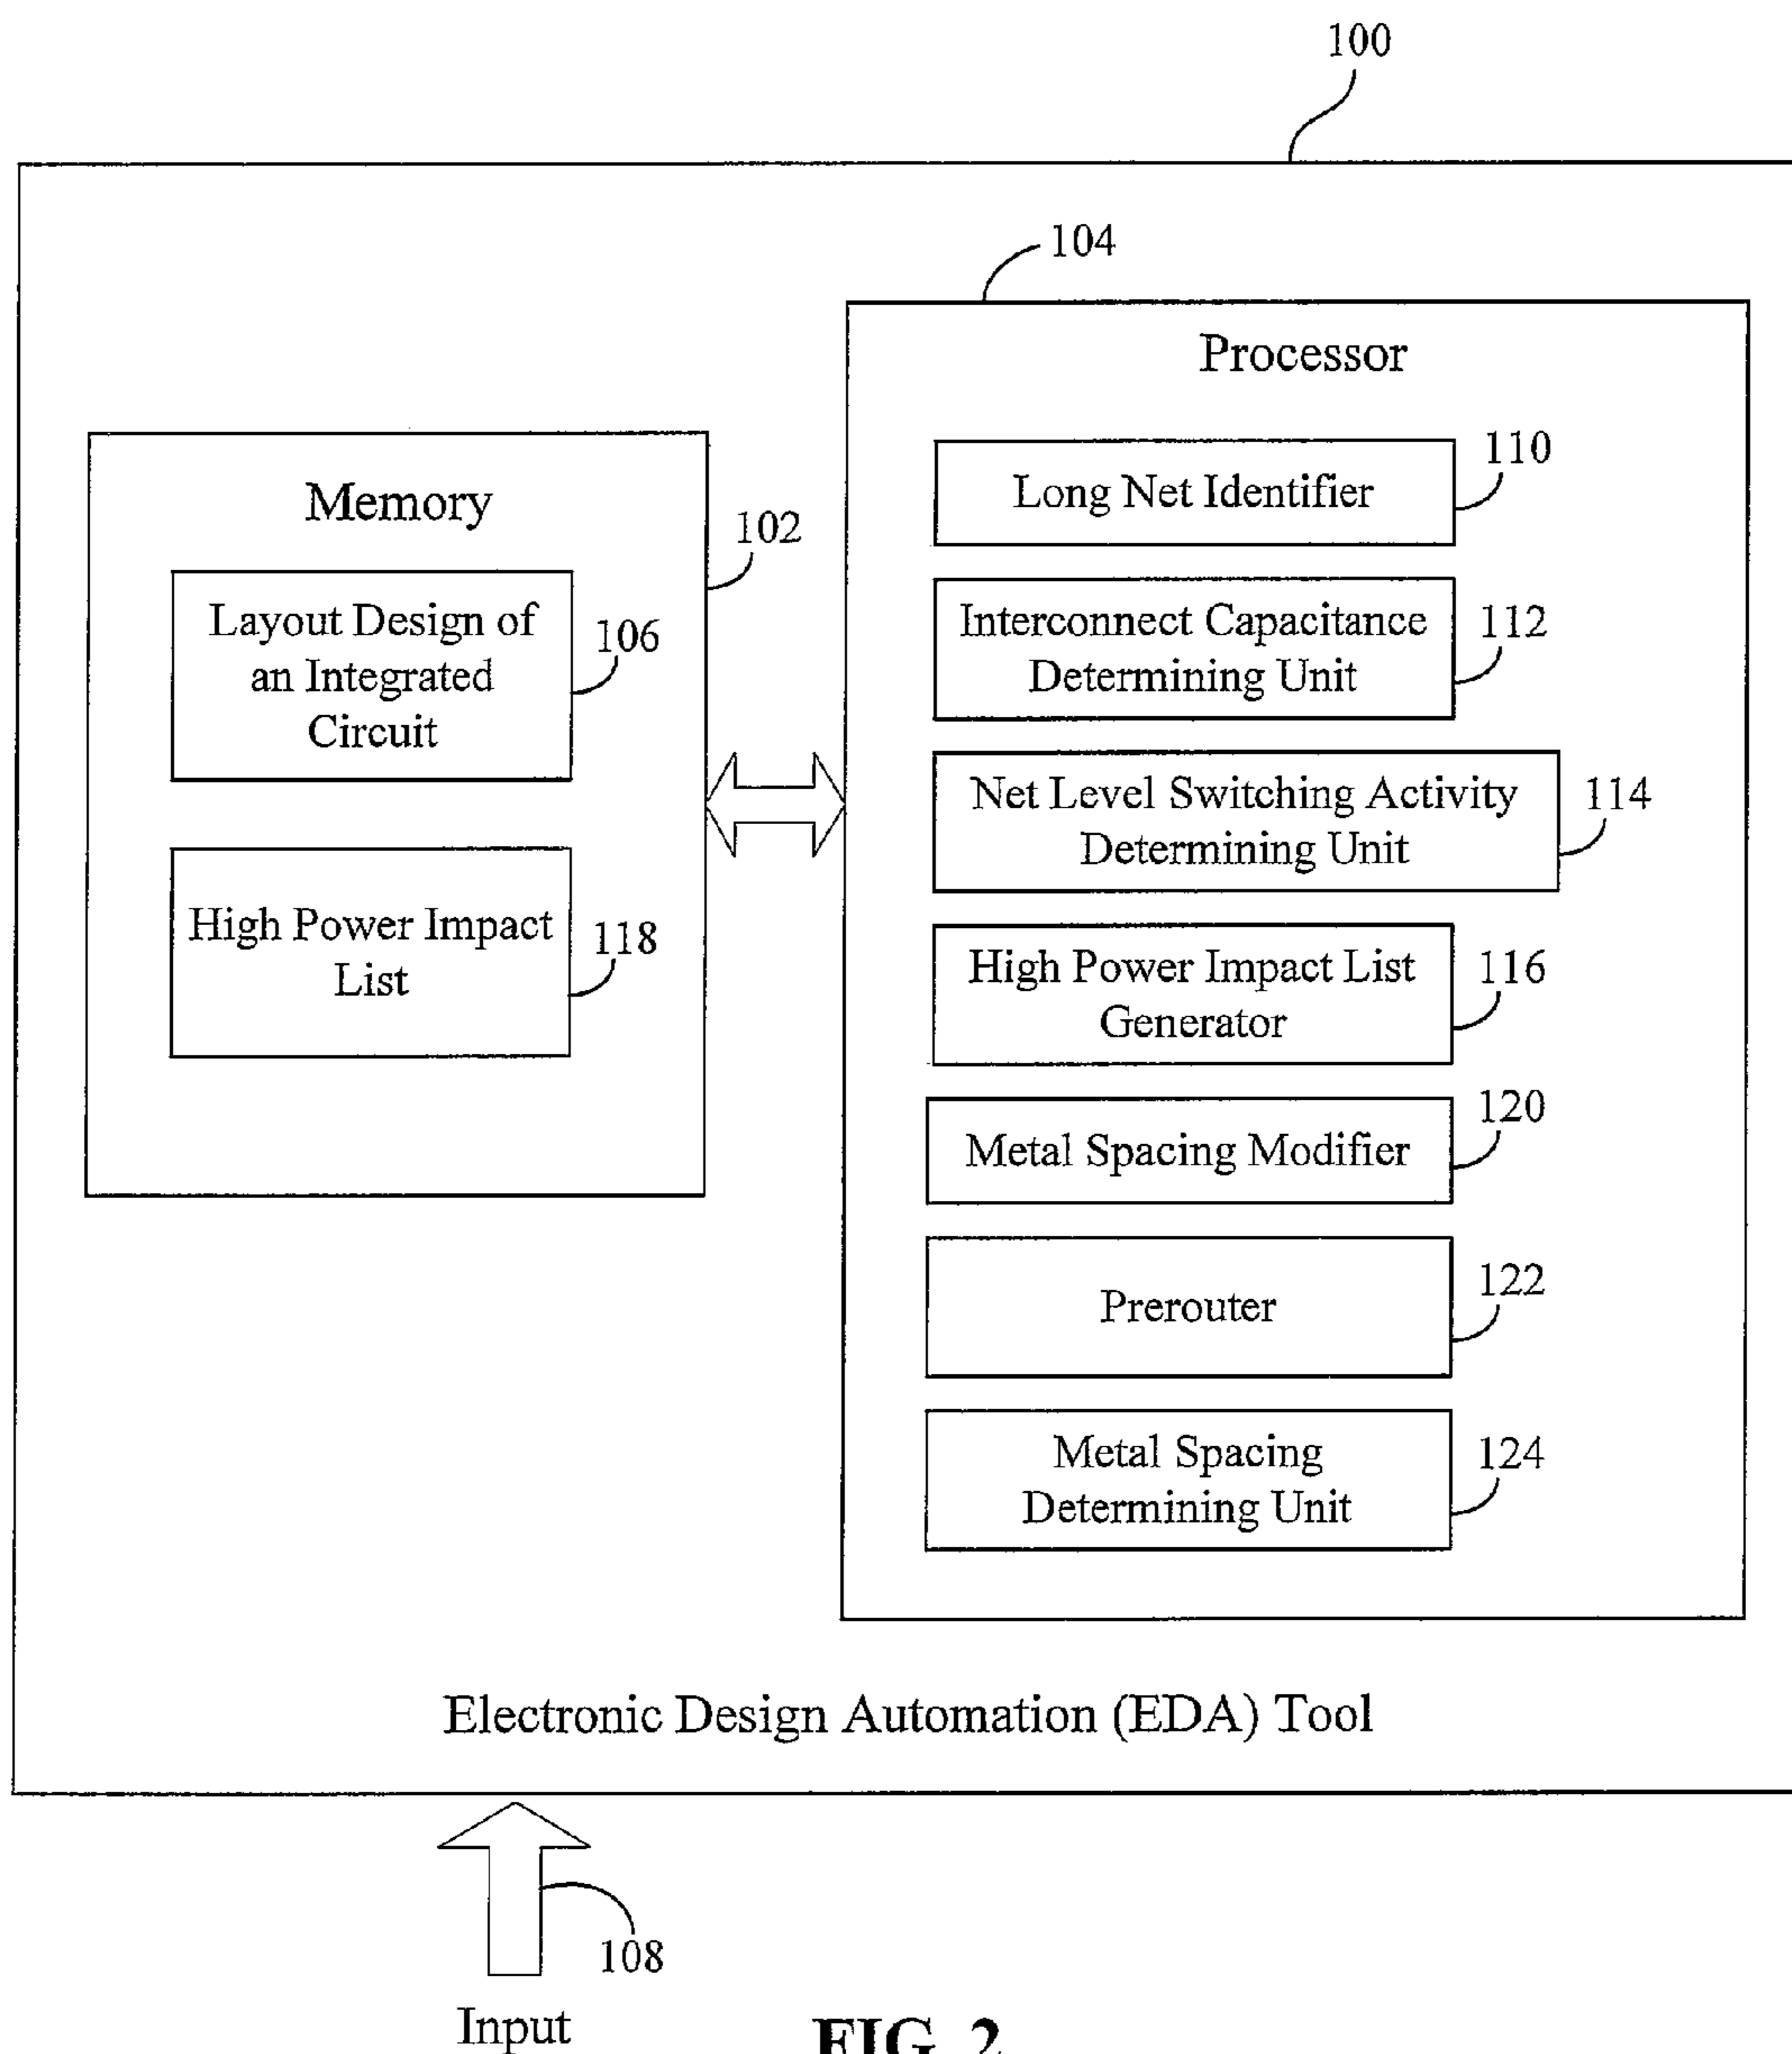 100
104
Processor
Long Net Identifier
110
Interconnect Capacitance
Determining Unit
112
Net Level Switching Activity
Determining Unit
114
High Power Impact List
Generator
116
Metal Spacing Modifier
120
Prerouter
122
Metal Spacing
Determining Unit
124
Memory
102
Layout Design of
an Integrated
Circuit
106
High Power Impact
List
118
Electronic Design Automation (EDA) Tool
108
Input
FIG. 2